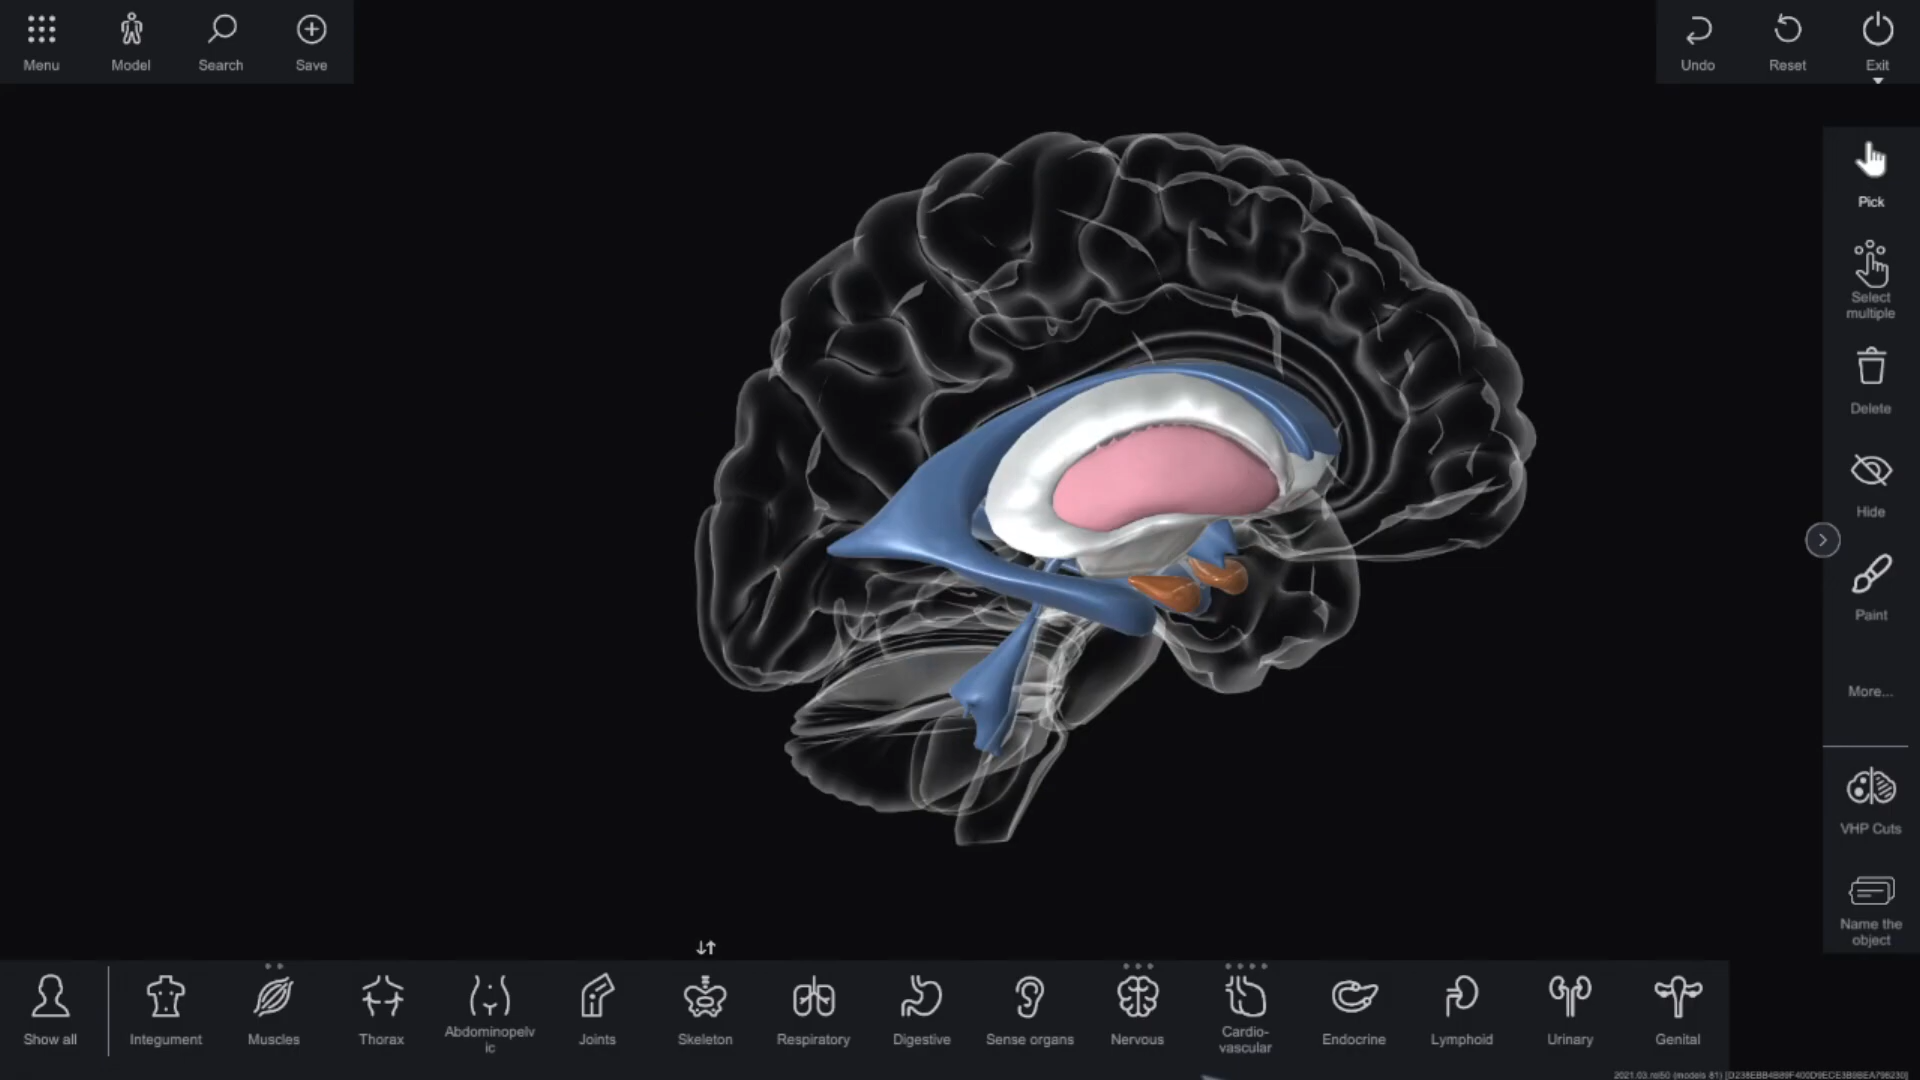 Menu
Model
Search
Save
Undo
Reset
Exit
Pick
Select
multiple
Delete
Hide
Paint
More...
VHP Cuts
Name the
object
Show all
Integument
Muscles
Thorax
Abdominopelv
ic
Joints
Skeleton
Respiratory
Digestive
Sense organs
Nervous
Cardio-
vascular
Endocrine
Lymphoid
Urinary
Genital